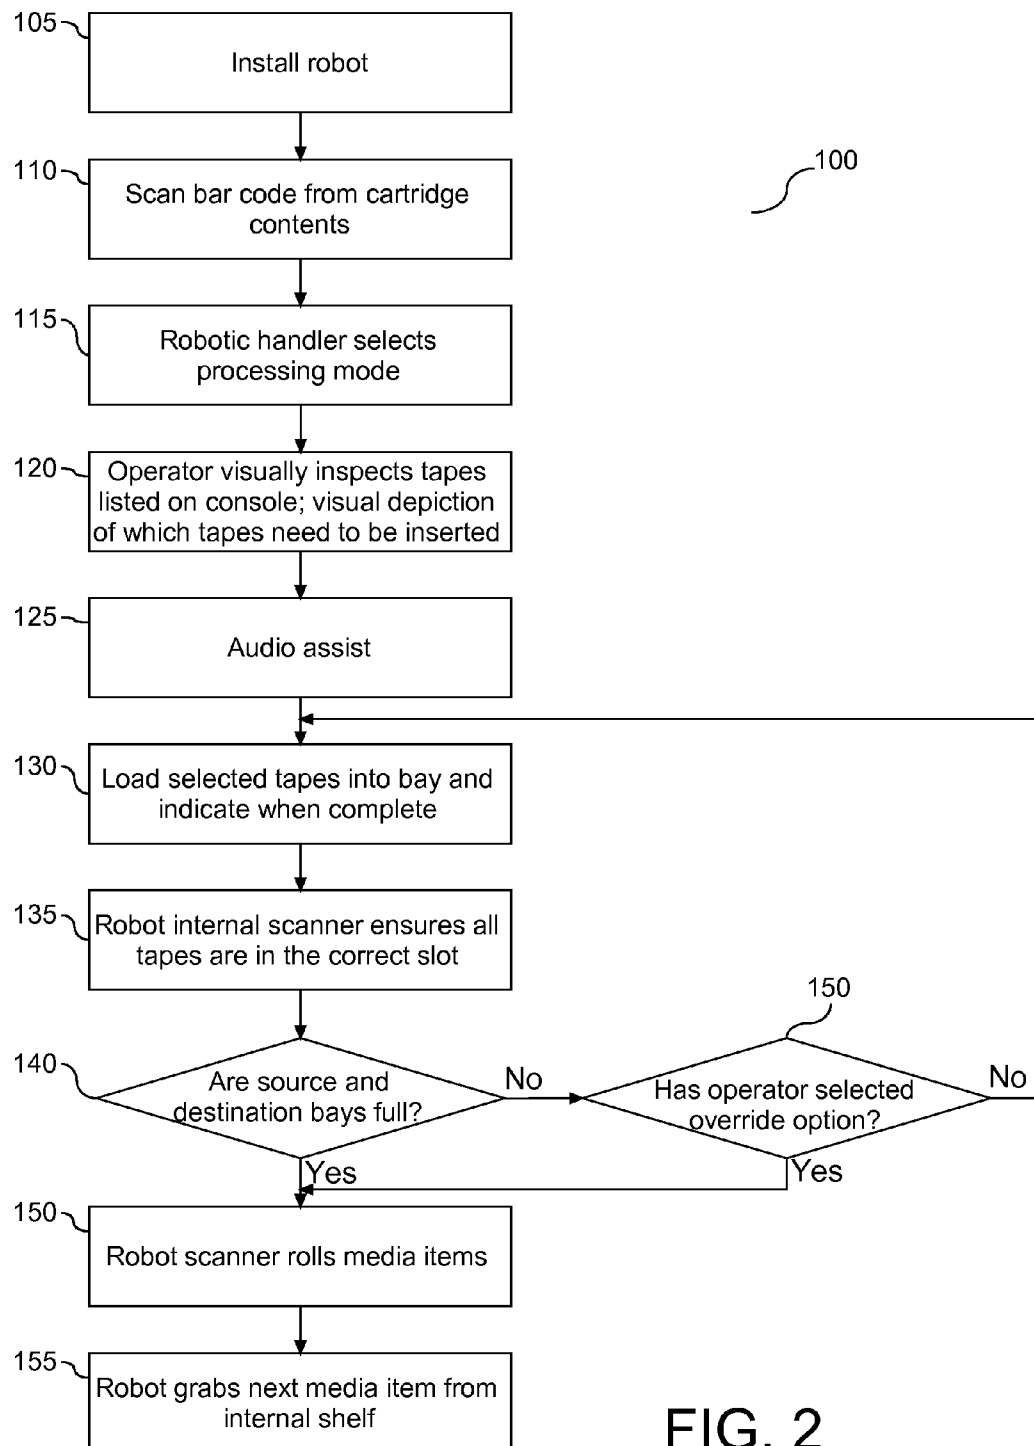 105
Install robot
100
110
Scan bar code from cartridge
contents
115
Robotic handler selects
processing mode
120
Operator visually inspects tapes
listed on console; visual depiction
of which tapes need to be inserted
125
Audio assist
130
Load selected tapes into bay and
indicate when complete
135
Robot internal scanner ensures all
tapes are in the correct slot
140
Are source and
destination bays full?
No
Yes
150
Has operator selected
override option?
No
Yes
150
Robot scanner rolls media items
155
Robot grabs next media item from
internal shelf
FIG. 2